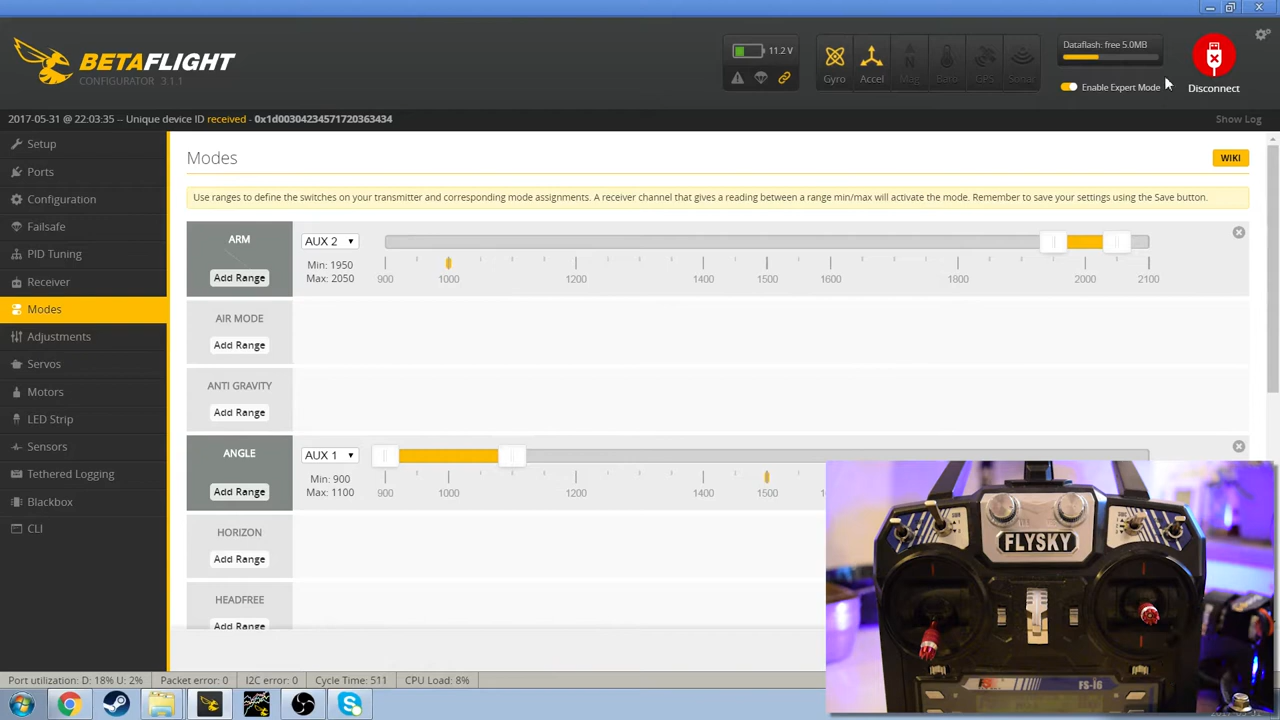 BETAFLIGHT
CONFIGURATOR 3.1.1
11.2 V
Gyro
Accel
Mag
Baro
GPS
Sonar
Dataflash: free 5.0MB
Enable Expert Mode
Disconnect
2017-05-31 @ 22:03:35 -- Unique device ID received - 0x1d00304234571720363434
Show Log
Setup
Ports
Configuration
Failsafe
PID Tuning
Receiver
Modes
Adjustments
Servos
Motors
LED Strip
Sensors
Tethered Logging
Blackbox
CLI
Modes
WIKI
Use ranges to define the switches on your transmitter and corresponding mode assignments. A receiver channel that gives a reading between a range min/max will activate the mode. Remember to save your settings using the Save button.
ARM
Add Range
AUX 2
Min: 1950
Max: 2050
900 1000 1200 1400 1500 1600 1800 2000 2100
AIR MODE
Add Range
ANTI GRAVITY
Add Range
ANGLE
Add Range
AUX 1
Min: 900
Max: 1100
900 1000 1200 1400 1500
HORIZON
Add Range
HEADFREE
Add Range
FLYSKY
FS-i6
Port utilization: D: 18% U: 2%
Packet error: 0
I2C error: 0
Cycle Time: 511
CPU Load: 8%